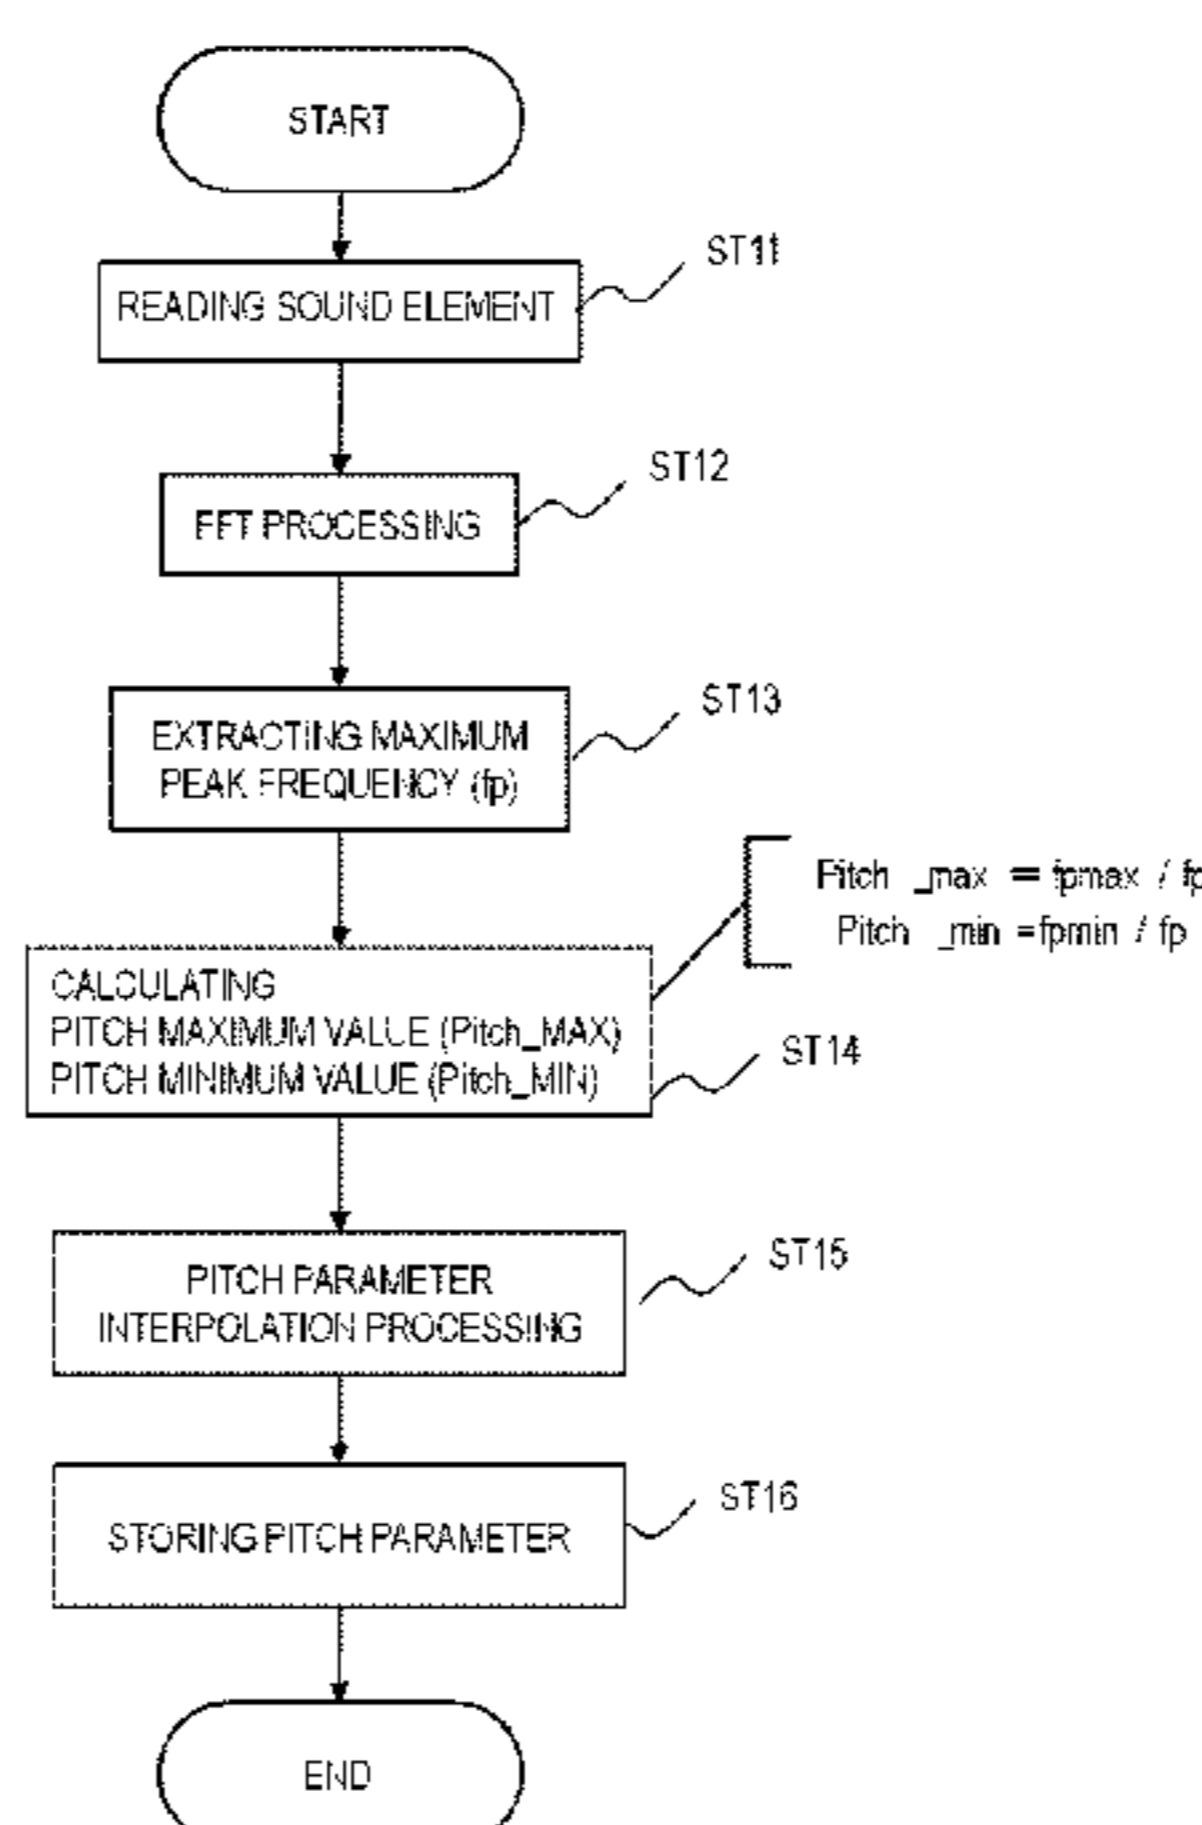 START
ST11
READING SOUND ELEMENT
ST12
FFT PROCESSING
ST13
EXTRACTING MAXIMUM
PEAK FREQUENCY (fp)
Pitch _max = fpmax / fp
Pitch _min =fpmin / fp
CALCULATING
PITCH MAXIMUM VALUE (Pitch_MAX)
PITCH MINIMUM VALUE (Pitch_MIN)
ST14
ST15
PITCH PARAMETER
INTERPOLATION PROCESSING
ST16
STORING PITCH PARAMETER
END